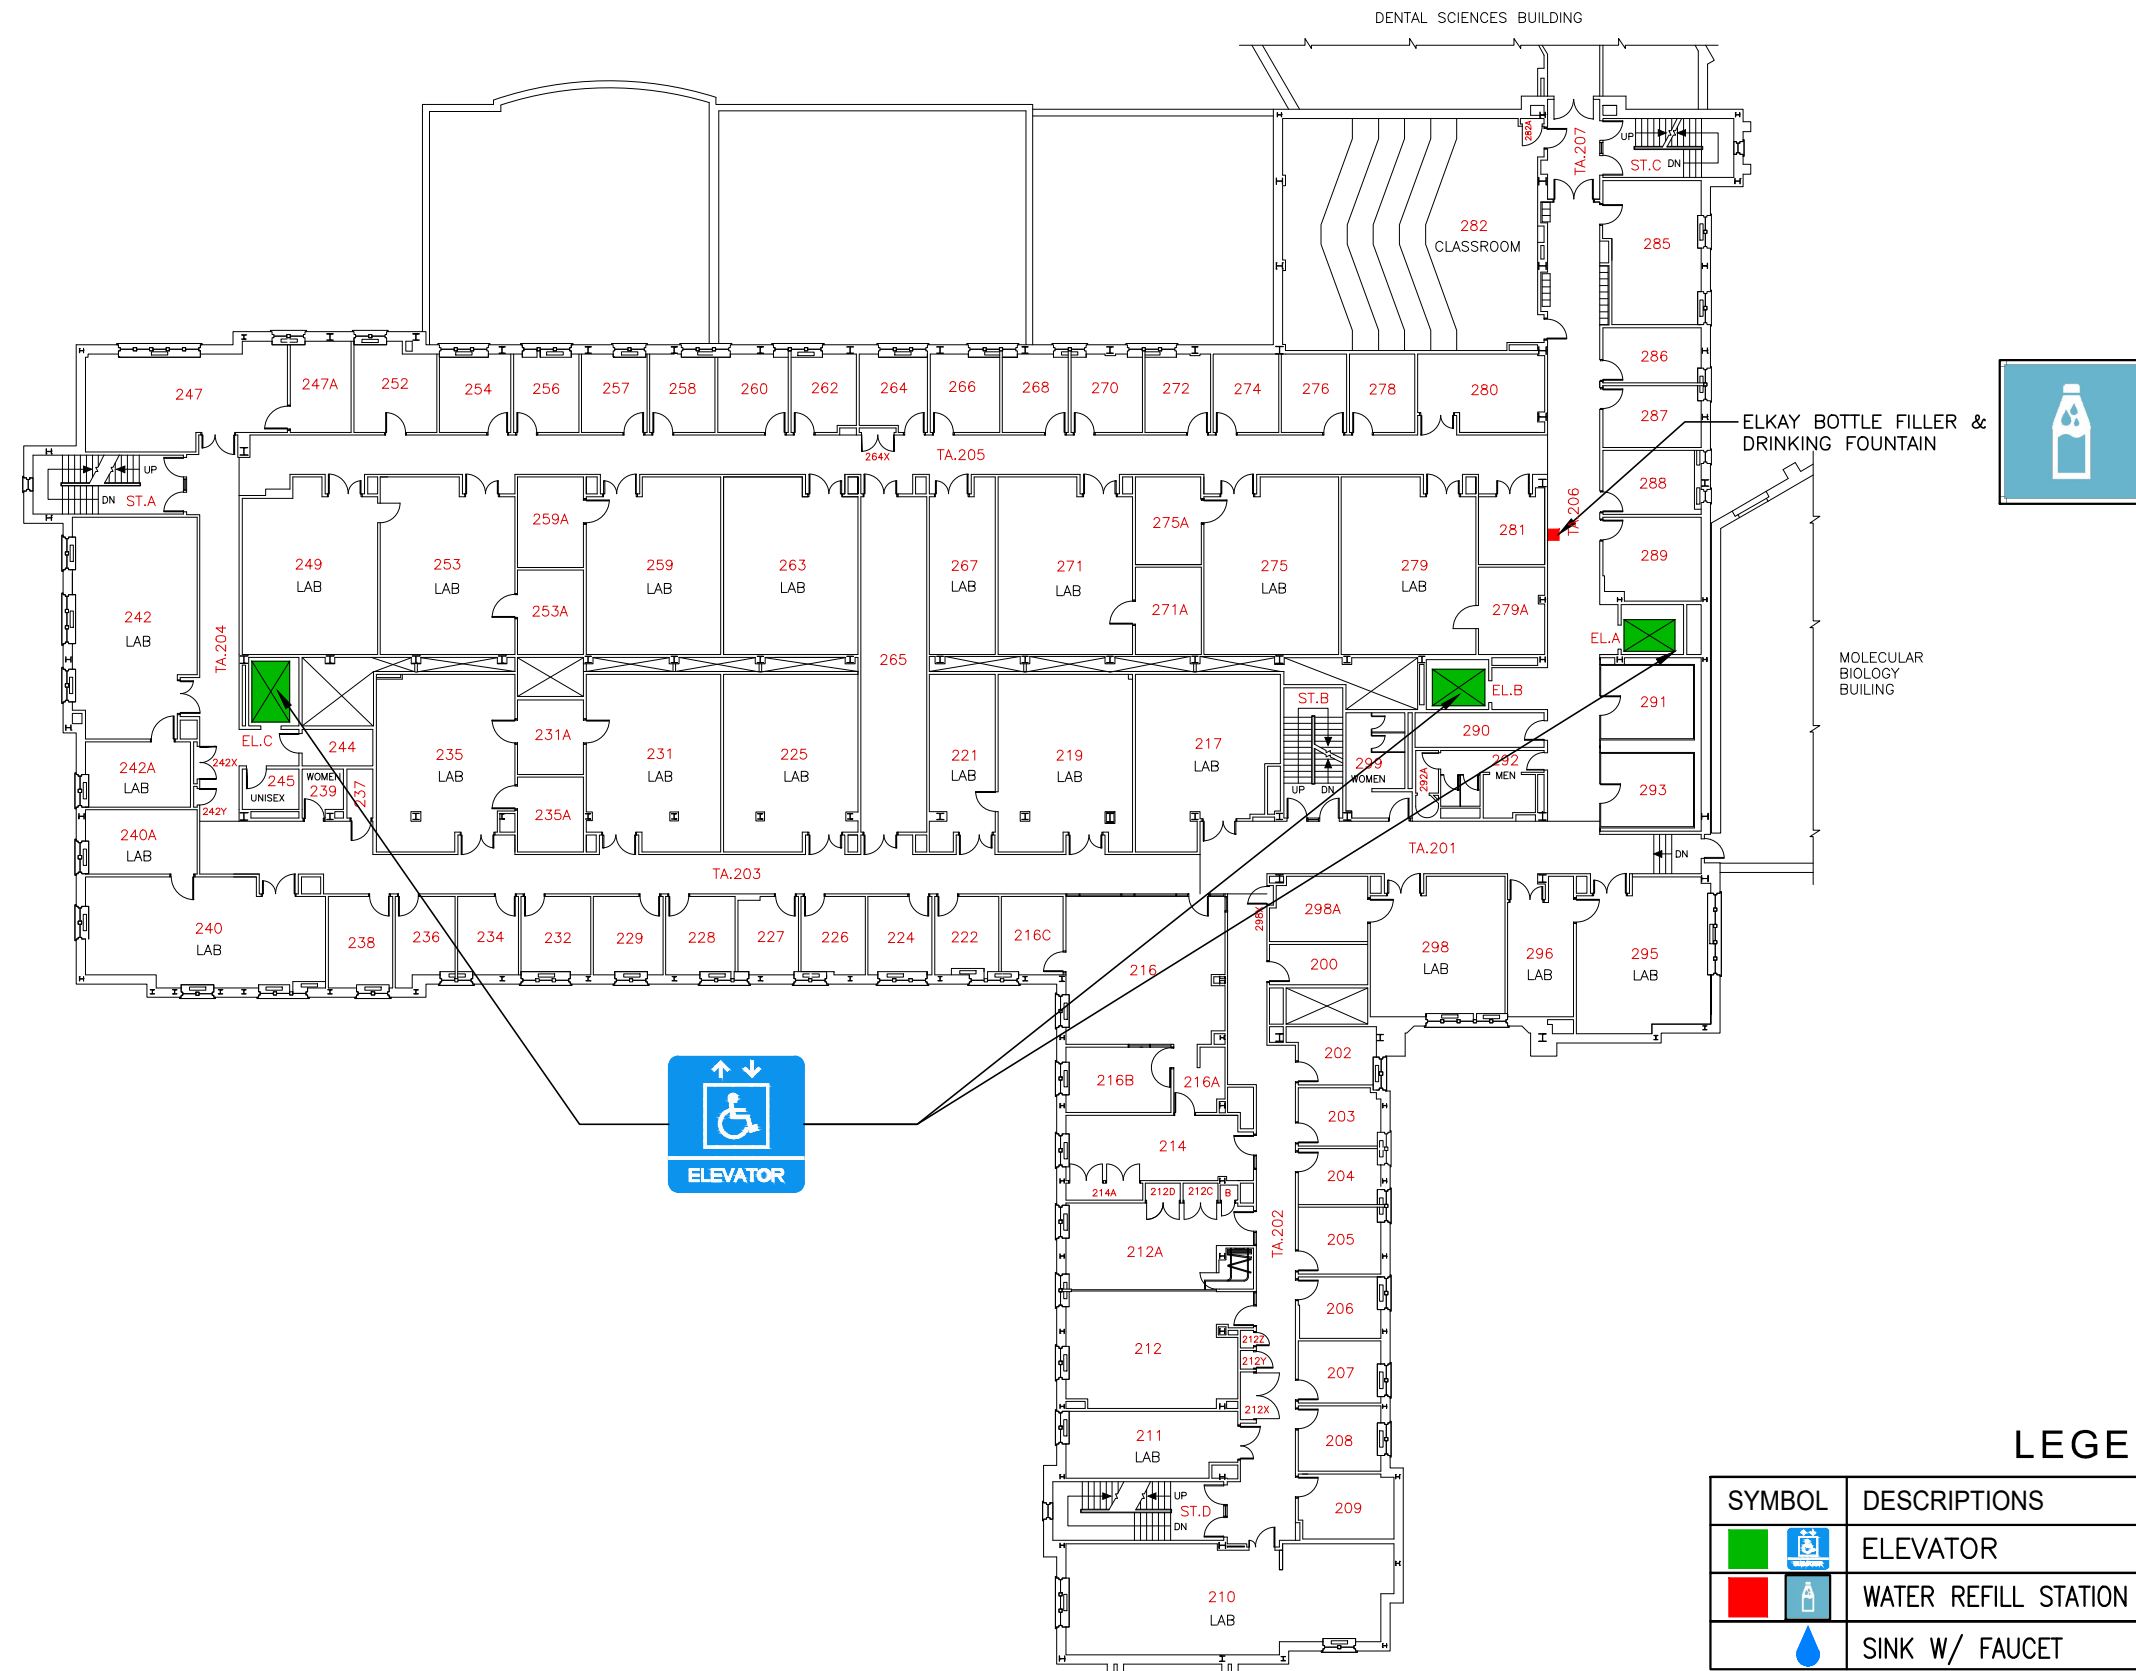 DENTAL SCIENCES BUILDING
282A
TA.207
UP
ST.C
DN
282
CLASSROOM
285
286
287
288
289
ELKAY BOTTLE FILLER &
DRINKING FOUNTAIN
247
247A
252
254
256
257
258
260
262
264
266
268
270
272
274
276
278
280
264X
TA.205
TA.206
UP
DN
ST.A
249
LAB
253
LAB
259A
253A
259
LAB
263
LAB
265
267
LAB
271
LAB
275A
271A
275
LAB
279
LAB
281
279A
242
LAB
TA.204
EL.A
EL.B
EL.C
MOLECULAR
BIOLOGY
BUILING
291
293
290
292
MEN
292A
299
WOMEN
ST.B
UP
DN
244
245
UNISEX
WOMEN
239
237
242X
242Y
242A
LAB
240A
LAB
235
LAB
231A
235A
231
LAB
225
LAB
221
LAB
219
LAB
217
LAB
TA.203
TA.201
DN
240
LAB
238
236
234
232
229
228
227
226
224
222
216C
216
298X
298A
200
298
LAB
296
LAB
295
LAB
216B
216A
202
203
204
205
206
207
208
209
214
214A
212D
212C
B
212A
TA.202
212
212Z
212Y
212X
211
LAB
UP
ST.D
DN
210
LAB
ELEVATOR
LEGE
SYMBOL DESCRIPTIONS
ELEVATOR
WATER REFILL STATION
SINK W/ FAUCET